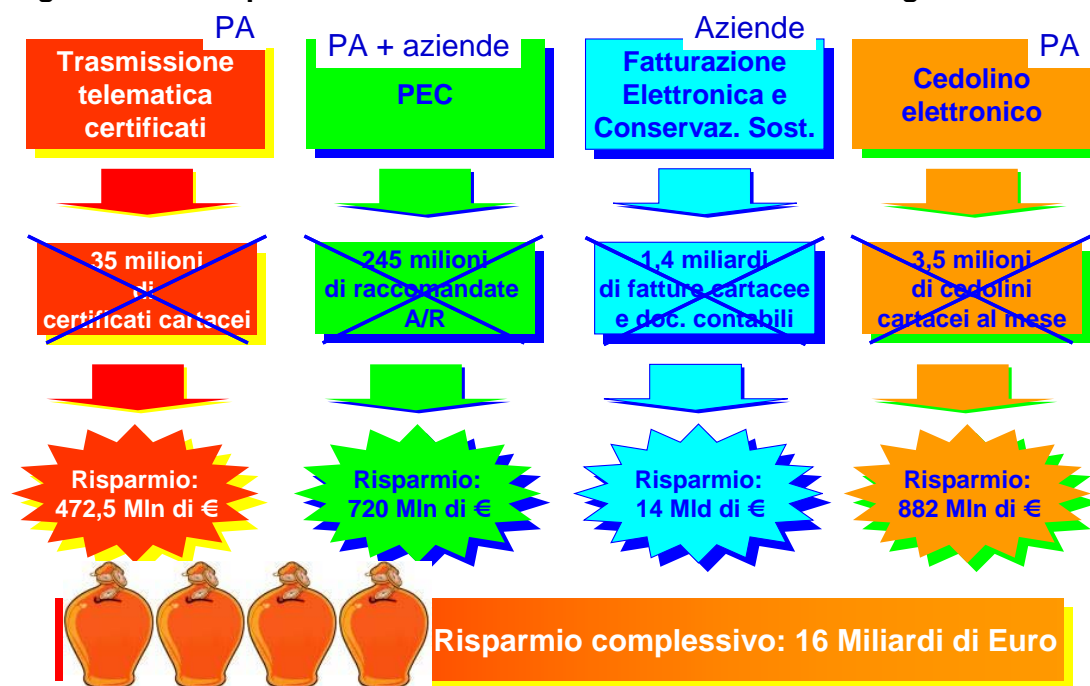 PA
Trasmissione
telematica
certificati
PA + aziende
PEC
Aziende
Fatturazione
Elettronica e
Conservaz. Sost.
PA
Cedolino
elettronico
35 milioni
di
certificati cartacei
245 milioni
di raccomandate
A/R
1,4 miliardi
di fatture cartacee
e doc. contabili
3,5 milioni
di cedolini
cartacei al mese
Risparmio:
472,5 Mln di €
Risparmio:
720 Mln di €
Risparmio:
14 Mld di €
Risparmio:
882 Mln di €
Risparmio complessivo: 16 Miliardi di Euro